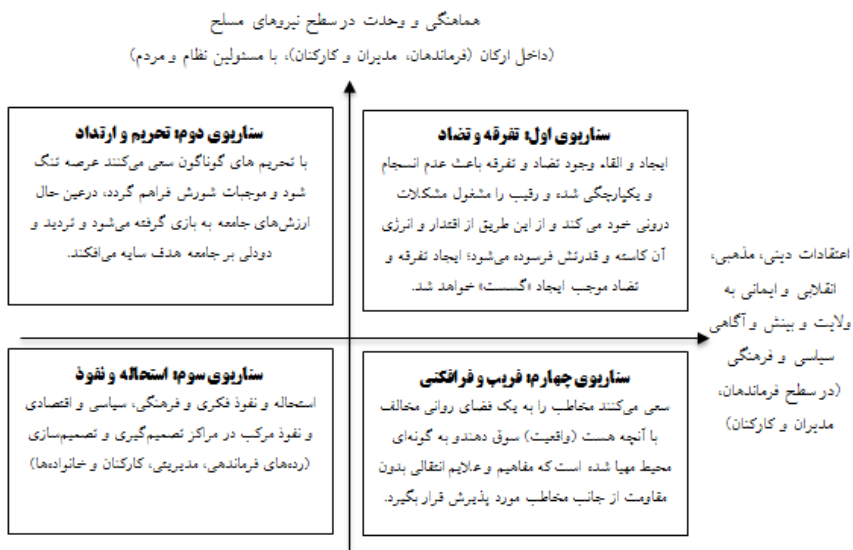 هماهنگی و وحدت در سطح نیروهای مسلح
(داخل ارکان (فرماندهان، مدیران و کارکنان)، با مسئولین نظام و مردم)
سناریوی اول: تفرقه و تضاد
ایجاد و القاء وجود تضاد و تفرقه باعث عدم انسجام
و یکپارچگی شده و رقیب را مشغول مشکلات
درونی خود می کند و از این طریق از اقتدار و انرژی
آن کاسته و قدرتش فرسوده می‌شود؛ ایجاد تفرقه و
تضاد موجب ایجاد «گسست» خواهد شد.
سناریوی دوم: تحریم و ارتداد
با تحریم های گوناگون سعی می‌کنند عرصه تنگ
شود و موجبات شورش فراهم گردد، درعین حال
ارزش‌های جامعه به بازی گرفته می‌شود و تردید و
دودلی بر جامعه هدف سایه می‌افکند.
اعتقادات دینی، مذهبی،
انقلابی و ایمانی به
ولایت و بینش و آگاهی
سیاسی و فرهنگی
(در سطح فرماندهان،
مدیران و کارکنان)
سناریوی سوم: استحاله و نفوذ
استحاله و نفوذ فکری و فرهنگی، سیاسی و اقتصادی
و نفوذ مرکب در مراکز تصمیم‌گیری و تصمیم‌سازی
(رده‌های فرماندهی، مدیریتی، کارکنان و خانواده‌ها)
سناریوی چهارم: فریب و فرافکنی
سعی می‌کنند مخاطب را به یک فضای روانی مخالف
با آنچه هست (واقعیت) سوق دهندو به گونه‌ای
محیط مهیا شده است که مفاهیم و علایم انتقالی بدون
مقاومت از جانب مخاطب مورد پذیرش قرار بگیرد.